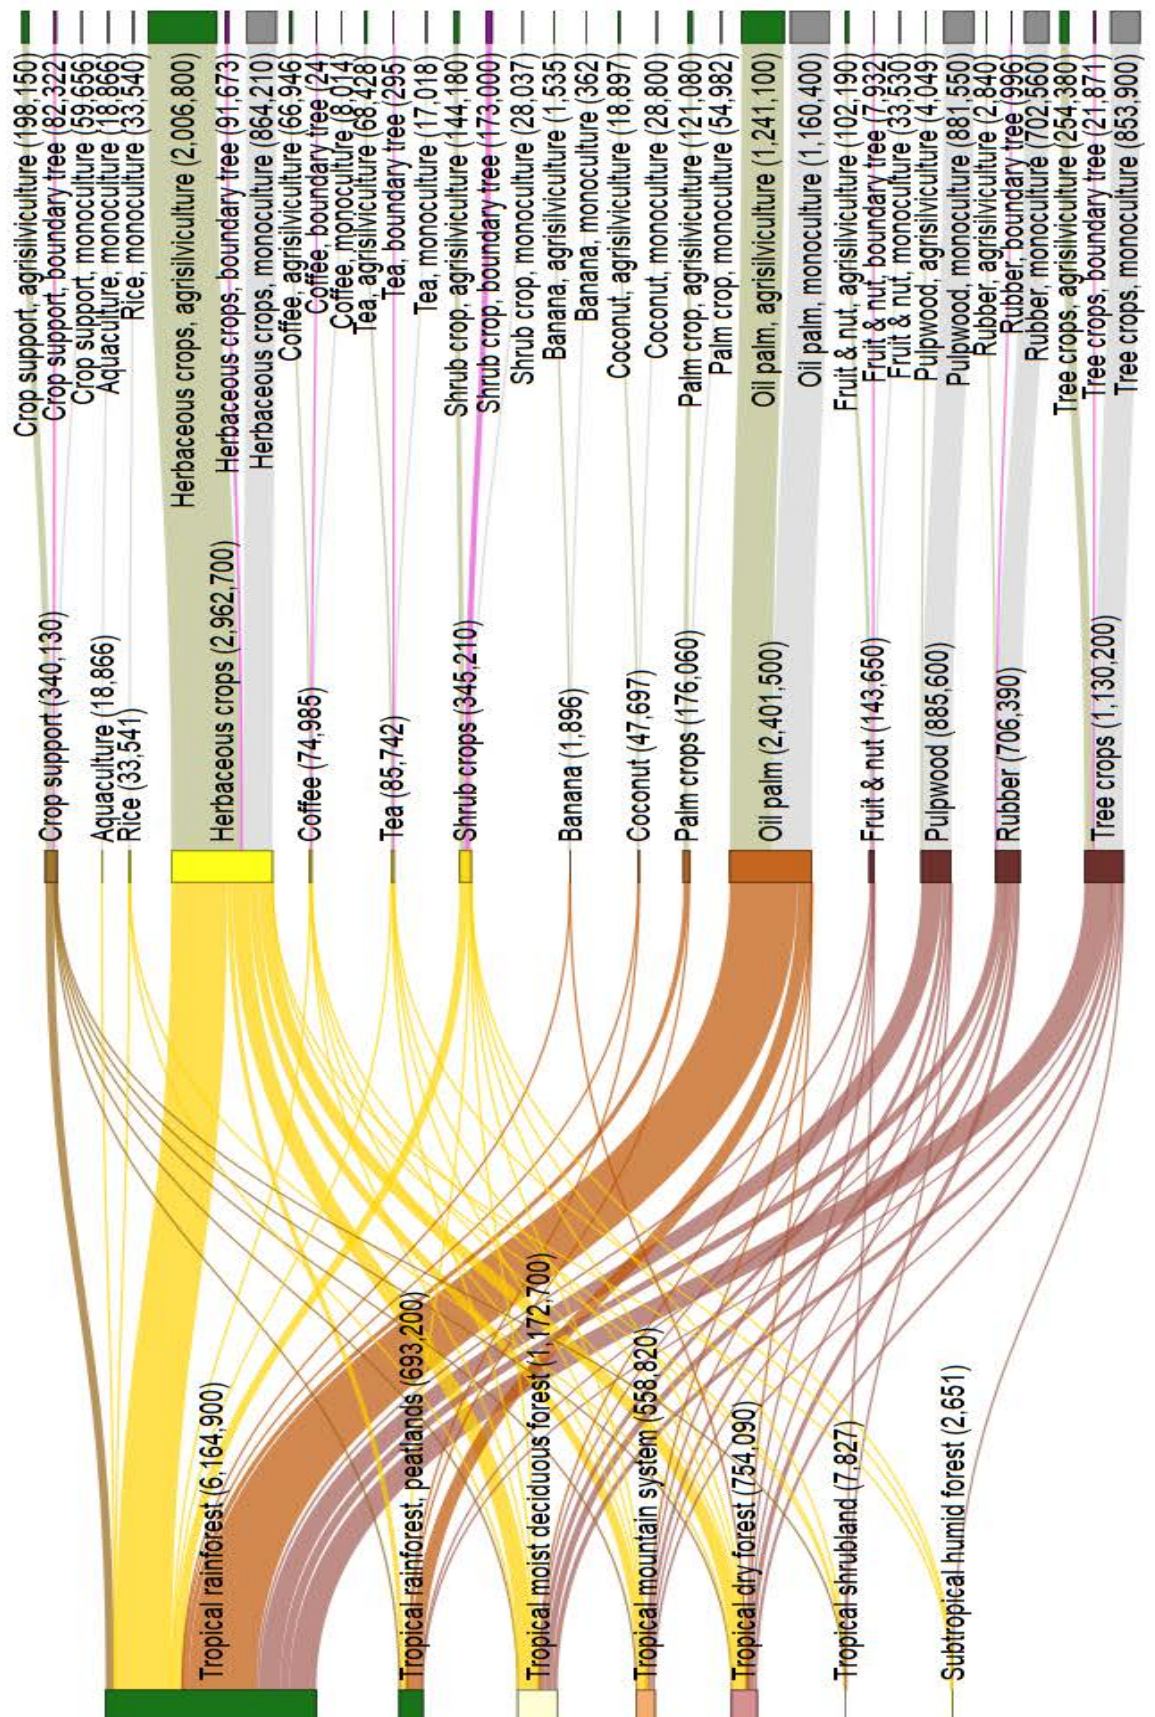 Crop support, agrisilviculture (198,150)
Crop support, boundary tree (82,322)
Crop support, monoculture (59,656)
Aquaculture, monoculture (18,866)
Rice, monoculture (33,540)
Herbaceous crops, agrisilviculture (2,006,800)
Herbaceous crops, boundary tree (91,673)
Herbaceous crops, monoculture (864,210)
Coffee, agrisilviculture (66,946)
Coffee, boundary tree (24)
Coffee, monoculture (8,014)
Tea, agrisilviculture (68,428)
Tea, boundary tree (295)
Tea, monoculture (17,018)
Shrub crop, agrisilviculture (144,180)
Shrub crop, boundary tree (173,000)
Shrub crop, monoculture (28,037)
Banana, agrisilviculture (1,535)
Banana, monoculture (362)
Coconut, agrisilviculture (18,897)
Coconut, monoculture (28,800)
Palm crop, agrisilviculture (121,080)
Palm crop, monoculture (54,982)
Oil palm, agrisilviculture (1,241,100)
Oil palm, monoculture (1,160,400)
Fruit & nut, agrisilviculture (102,190)
Fruit & nut, boundary tree (7,932)
Fruit & nut, monoculture (33,530)
Pulpwood, agrisilviculture (4,049)
Pulpwood, monoculture (881,550)
Rubber, agrisilviculture (2,840)
Rubber, boundary tree (996)
Rubber, monoculture (702,560)
Tree crops, agrisilviculture (254,380)
Tree crops, boundary tree (21,871)
Tree crops, monoculture (853,900)
Crop support (340,130)
Aquaculture (18,866)
Rice (33,541)
Herbaceous crops (2,962,700)
Coffee (74,985)
Tea (85,742)
Shrub crops (345,210)
Banana (1,896)
Coconut (47,697)
Palm crops (176,060)
Oil palm (2,401,500)
Fruit & nut (143,650)
Pulpwood (885,600)
Rubber (706,390)
Tree crops (1,130,200)
Tropical rainforest (6,164,900)
Tropical rainforest, peatlands (693,200)
Tropical moist deciduous forest (1,172,700)
Tropical mountain system (558,820)
Tropical dry forest (754,090)
Tropical shrubland (7,827)
Subtropical humid forest (2,651)